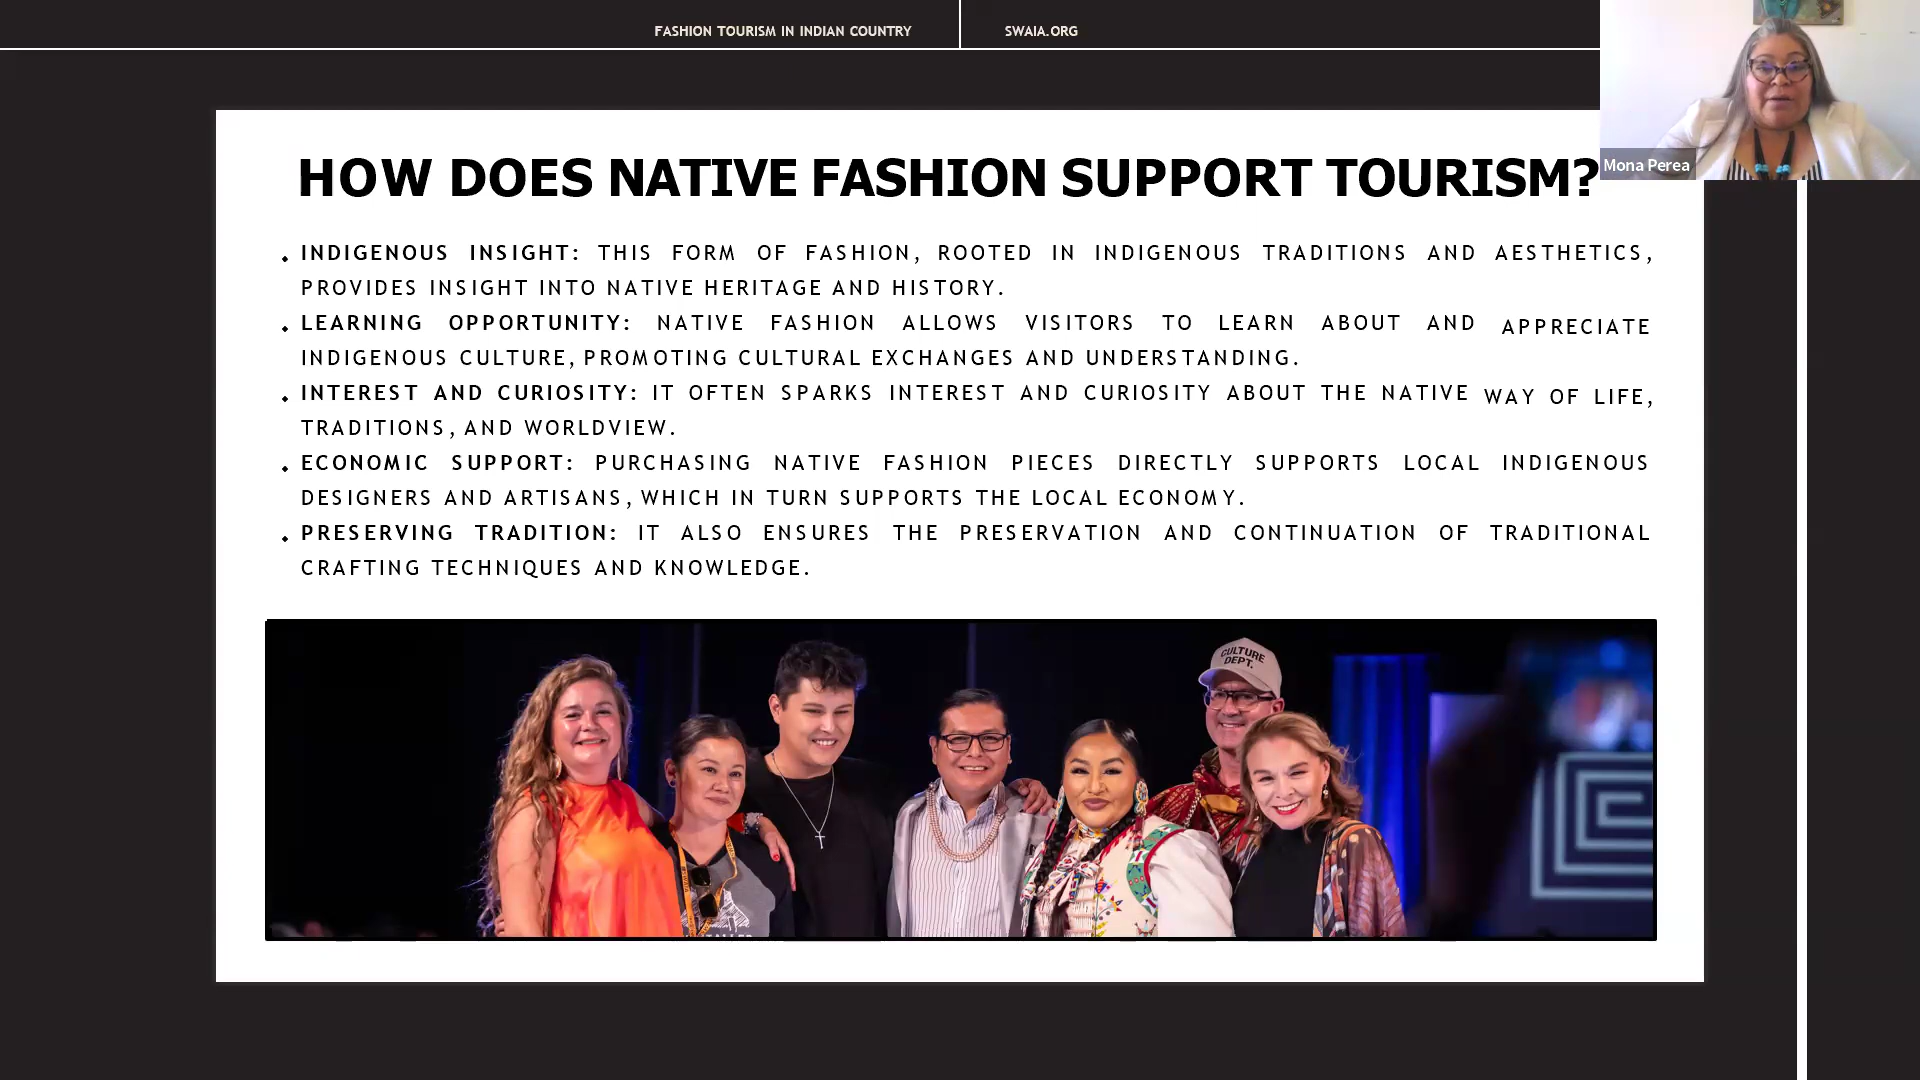 FASHION TOURISM IN INDIAN COUNTRY
SWAIA.ORG
Mona Perea
HOW DOES NATIVE FASHION SUPPORT TOURISM?
INDIGENOUS INSIGHT: THIS FORM OF FASHION, ROOTED IN INDIGENOUS TRADITIONS AND AESTHETICS,
PROVIDES INSIGHT INTO NATIVE HERITAGE AND HISTORY.
LEARNING OPPORTUNITY: NATIVE FASHION ALLOWS VISITORS TO LEARN ABOUT AND APPRECIATE
INDIGENOUS CULTURE, PROMOTING CULTURAL EXCHANGES AND UNDERSTANDING.
INTEREST AND CURIOSITY: IT OFTEN SPARKS INTEREST AND CURIOSITY ABOUT THE NATIVE WAY OF LIFE,
TRADITIONS, AND WORLDVIEW.
ECONOMIC SUPPORT: PURCHASING NATIVE FASHION PIECES DIRECTLY SUPPORTS LOCAL INDIGENOUS
DESIGNERS AND ARTISANS, WHICH IN TURN SUPPORTS THE LOCAL ECONOMY.
PRESERVING TRADITION: IT ALSO ENSURES THE PRESERVATION AND CONTINUATION OF TRADITIONAL
CRAFTING TECHNIQUES AND KNOWLEDGE.
CULTURE
DEPT.